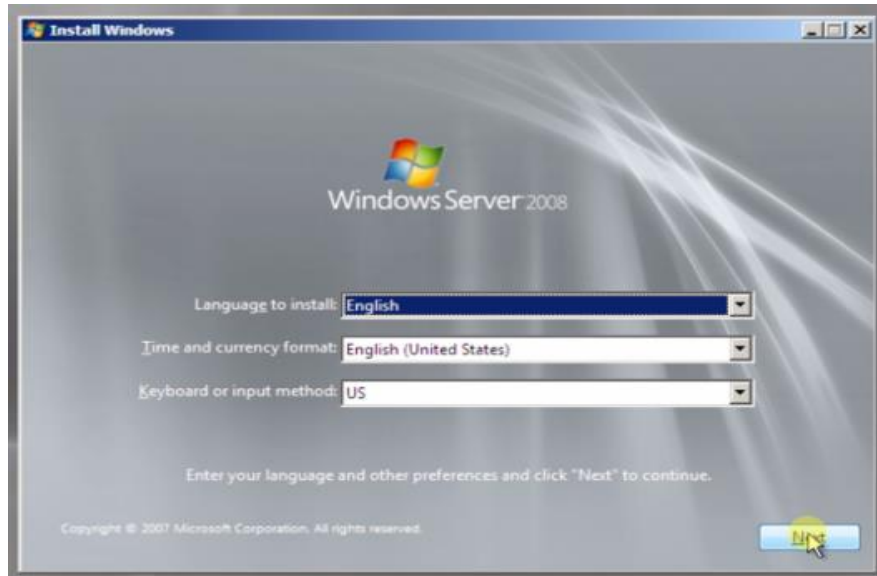 Install Windows
Windows Server 2008
Language to install: English
Time and currency format: English (United States)
Keyboard or input method: US
Enter your language and other preferences and click "Next" to continue.
Copyright © 2007 Microsoft Corporation. All rights reserved.
Next